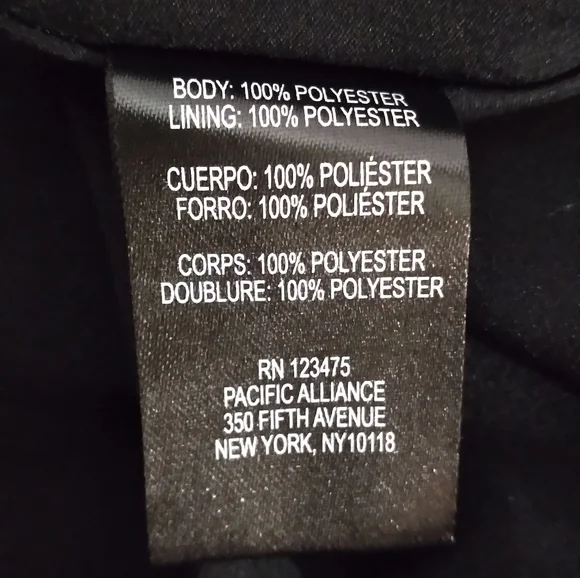 BODY: 100% POLYESTER
LINING: 100% POLYESTER
CUERPO: 100% POLIÉSTER
FORRO: 100% POLIÉSTER
CORPS: 100% POLYESTER
DOUBLURE: 100% POLYESTER
RN 123475
PACIFIC ALLIANCE
350 FIFTH AVENUE
NEW YORK, NY10118